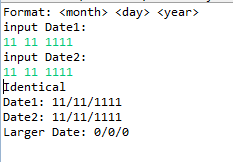 Format: <month> <day> <year>
input Date1:
11 11 1111
input Date2:
11 11 1111
Identical
Date1: 11/11/1111
Date2: 11/11/1111
Larger Date: 0/0/0